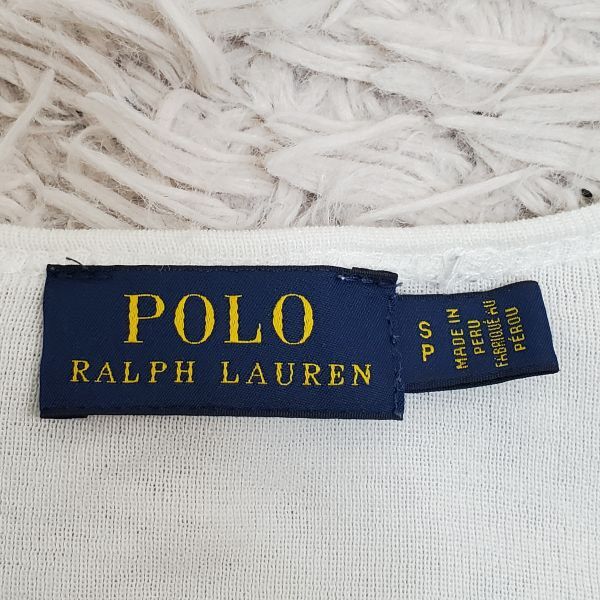 POLO
RALPH LAUREN
S
P
MADE IN
PERU
FABRIQUÉ AU
PÉROU